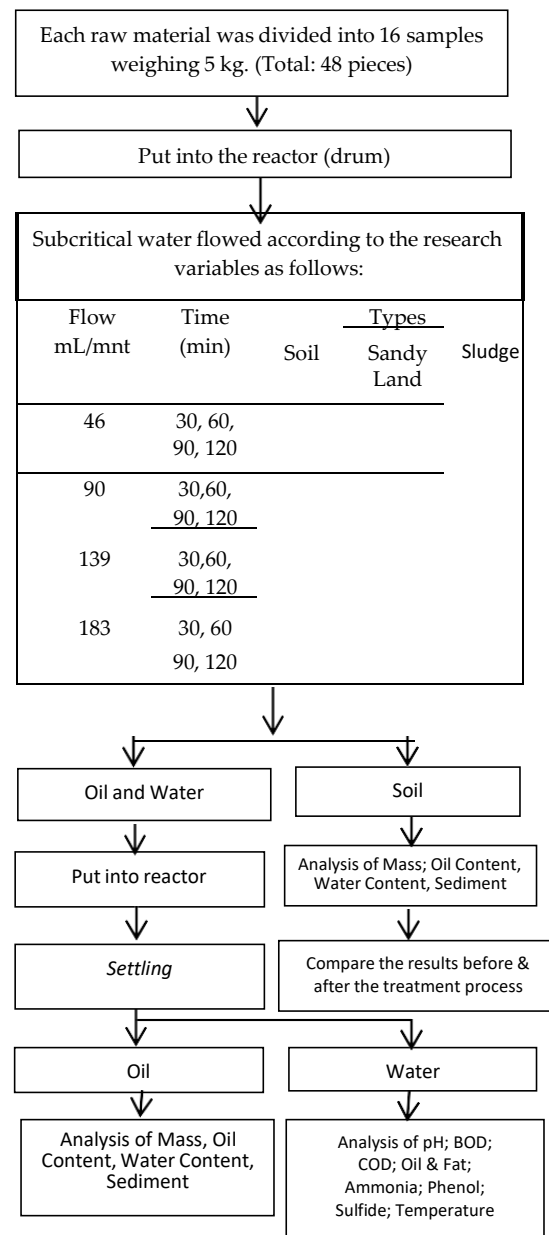 Each raw material was divided into 16 samples
weighing 5 kg. (Total: 48 pieces)
Put into the reactor (drum)
Subcritical water flowed according to the research
variables as follows:
Flow
mL/mnt
Time
(min)
Types
Soil
Sandy
Land
Sludge
46
30, 60,
90, 120
90
30,60,
90, 120
139
30,60,
90, 120
183
30, 60
90, 120
Oil and Water
Soil
Put into reactor
Analysis of Mass; Oil Content,
Water Content, Sediment
Settling
Compare the results before &
after the treatment process
Oil
Water
Analysis of Mass, Oil
Content, Water Content,
Sediment
Analysis of pH; BOD;
COD; Oil & Fat;
Ammonia; Phenol;
Sulfide; Temperature